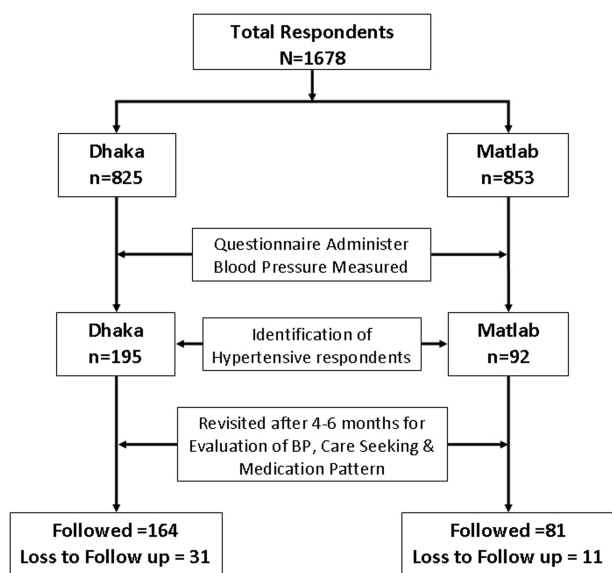 Total Respondents
N=1678
Dhaka
n=825
Matlab
n=853
Questionnaire Administer
Blood Pressure Measured
Dhaka
n=195
Identification of
Hypertensive respondents
Matlab
n=92
Revisited after 4-6 months for
Evaluation of BP, Care Seeking &
Medication Pattern
Followed =164
Loss to Follow up = 31
Followed =81
Loss to Follow up = 11